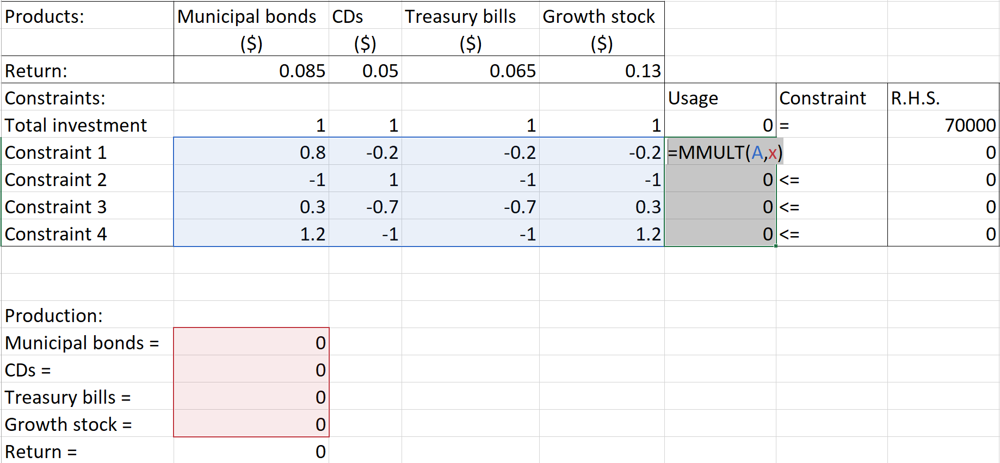 Products: Municipal bonds CDs Treasury bills Growth stock
($) ($) ($) ($)
Return: 0.085 0.05 0.065 0.13
Constraints: Usage Constraint R.H.S.
Total investment 1 1 1 1 0 = 70000
Constraint 1 0.8 -0.2 -0.2 -0.2 =MMULT(A,x) 0
Constraint 2 -1 1 -1 -1 0 <= 0
Constraint 3 0.3 -0.7 -0.7 0.3 0 <= 0
Constraint 4 1.2 -1 -1 1.2 0 <= 0
Production:
Municipal bonds = 0
CDs = 0
Treasury bills = 0
Growth stock = 0
Return = 0